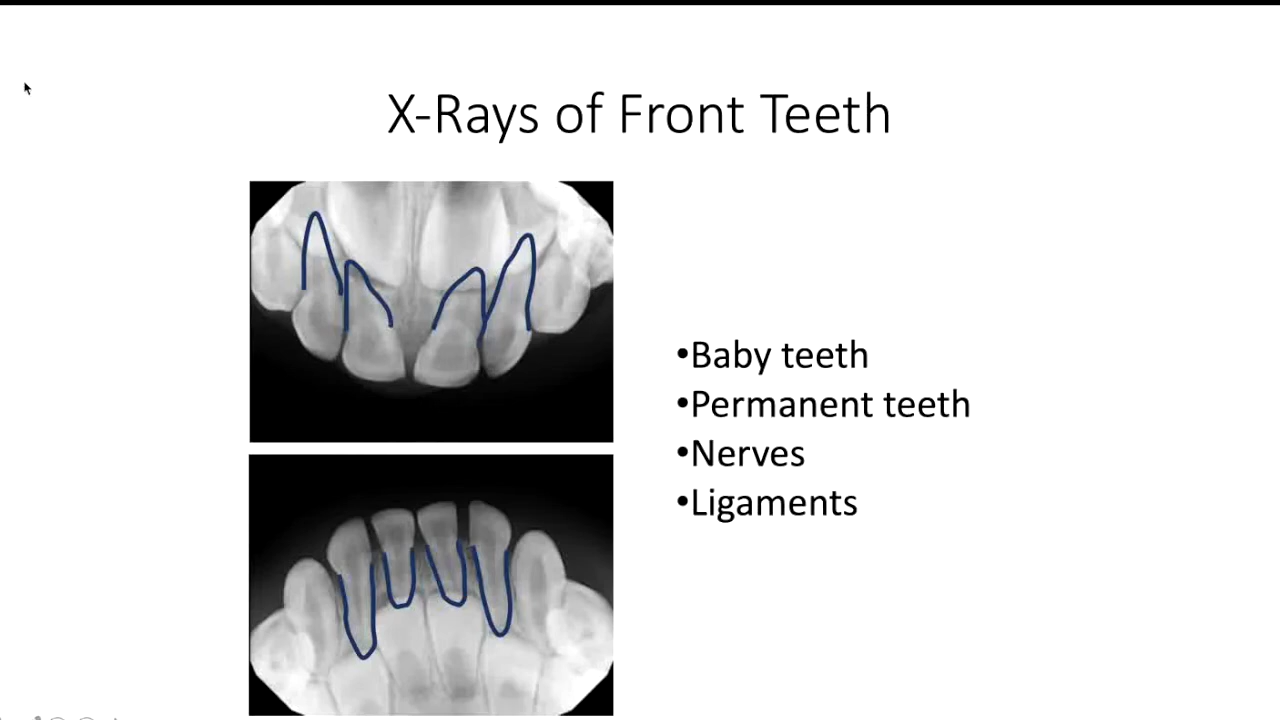 X-Rays of Front Teeth
•Baby teeth
•Permanent teeth
•Nerves
•Ligaments